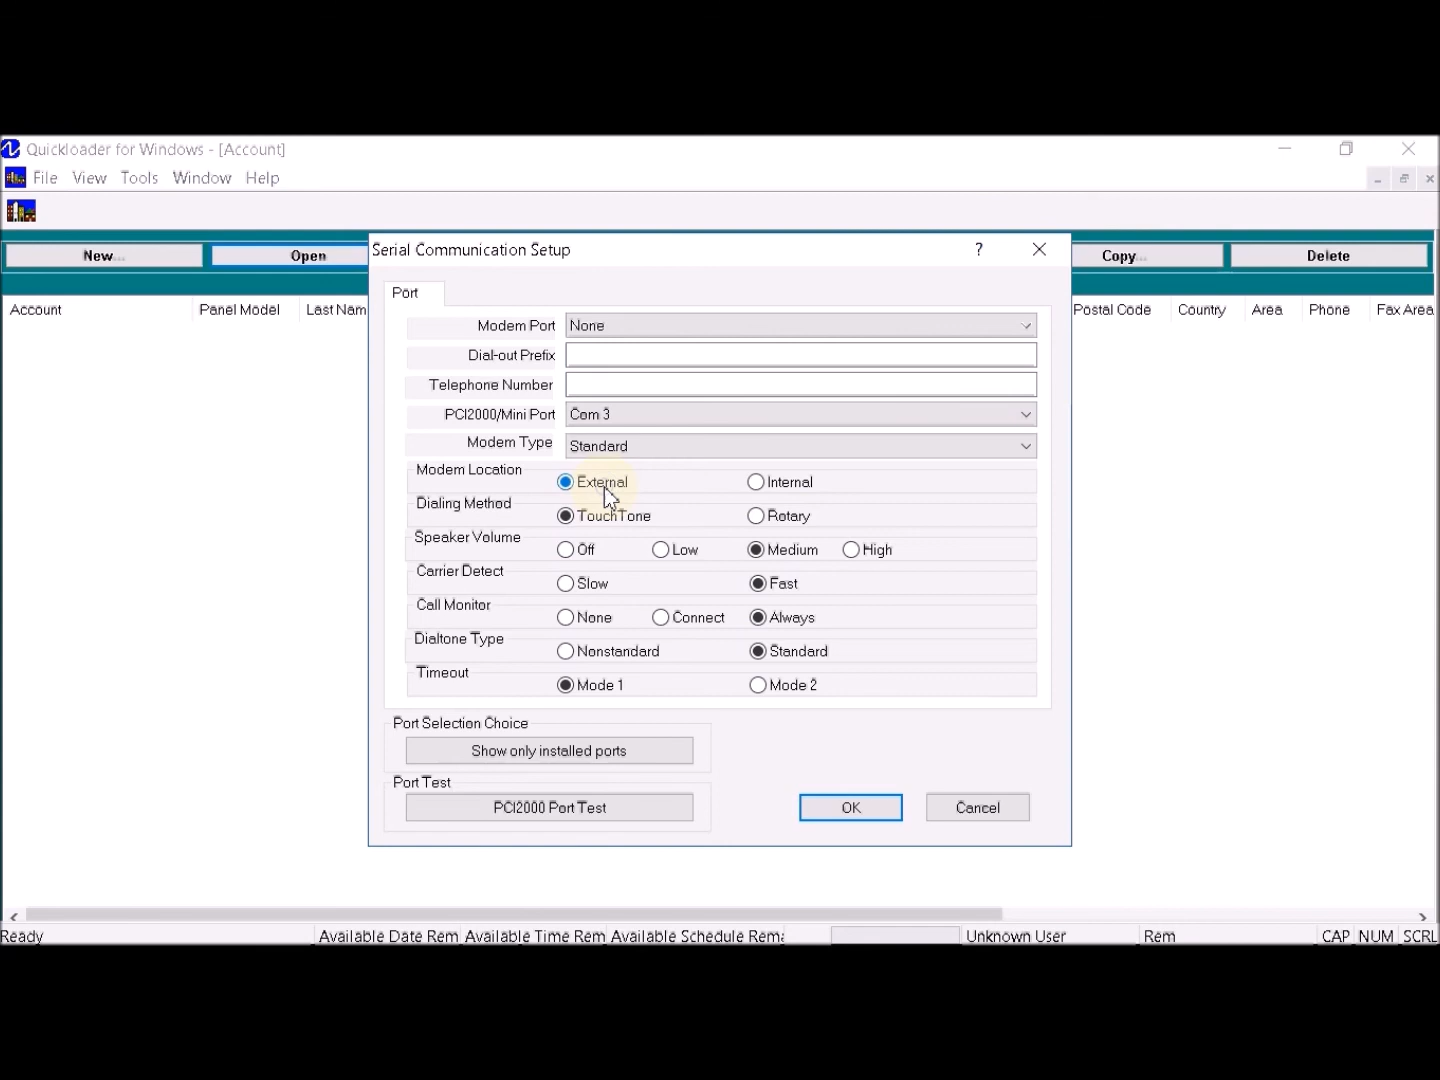 Quickloader for Windows - [Account]
File View Tools Window Help
New... Open Copy... Delete
Serial Communication Setup ?
Account Panel Model Last Nam Postal Code Country Area Phone Fax Area
Port
Modem Port None
Dial-out Prefix
Telephone Number
PCI2000/Mini Port Com 3
Modem Type Standard
Modem Location External Internal
Dialing Method TouchTone Rotary
Speaker Volume Off Low Medium High
Carrier Detect Slow Fast
Call Monitor None Connect Always
Dialtone Type Nonstandard Standard
Timeout Mode 1 Mode 2
Port Selection Choice
Show only installed ports
Port Test
PCI2000 Port Test OK Cancel
Ready Available Date Rem Available Time Rem Available Schedule Rema Unknown User Rem CAP NUM SCRL